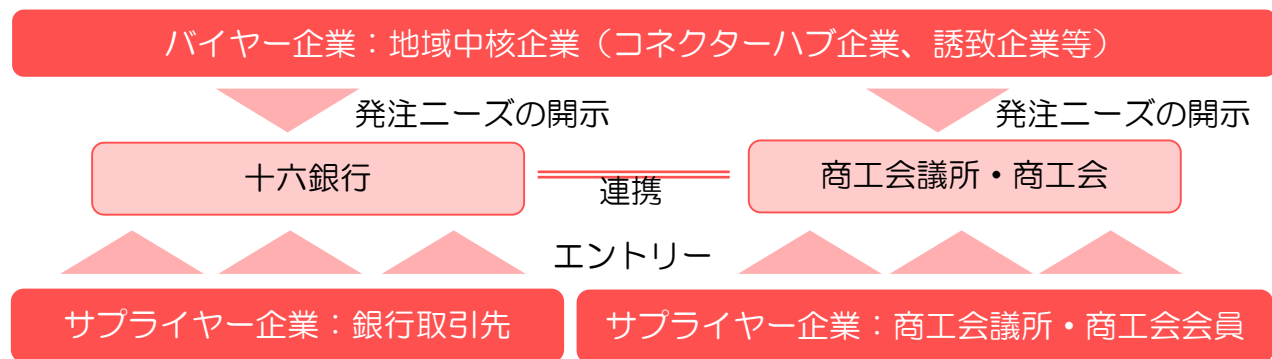 バイヤー企業：地域中核企業（コネクターハブ企業、誘致企業等）
発注ニーズの開示
発注ニーズの開示
十六銀行
連携
商工会議所・商工会
エントリー
サプライヤー企業：銀行取引先
サプライヤー企業：商工会議所・商工会会員